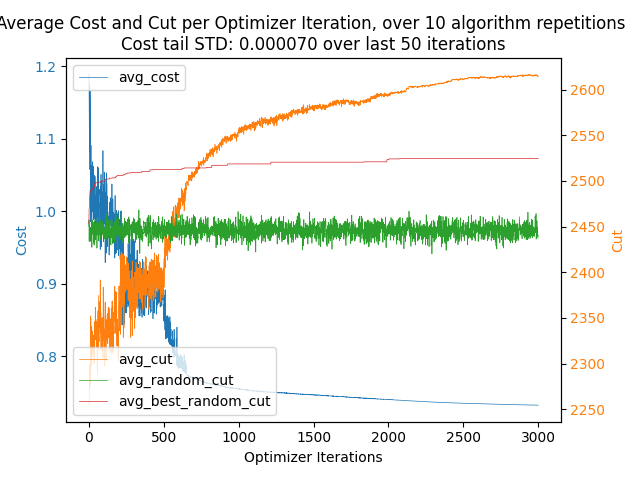 Average Cost and Cut per Optimizer Iteration, over 10 algorithm repetitions
Cost tail STD: 0.000070 over last 50 iterations
avg_cost
1.2
1.1
1.0
0.9
0.8
Cost
2600
2550
2500
2450
2400
2350
2300
2250
Cut
avg_cut
avg_random_cut
avg_best_random_cut
0 500 1000 1500 2000 2500 3000
Optimizer Iterations